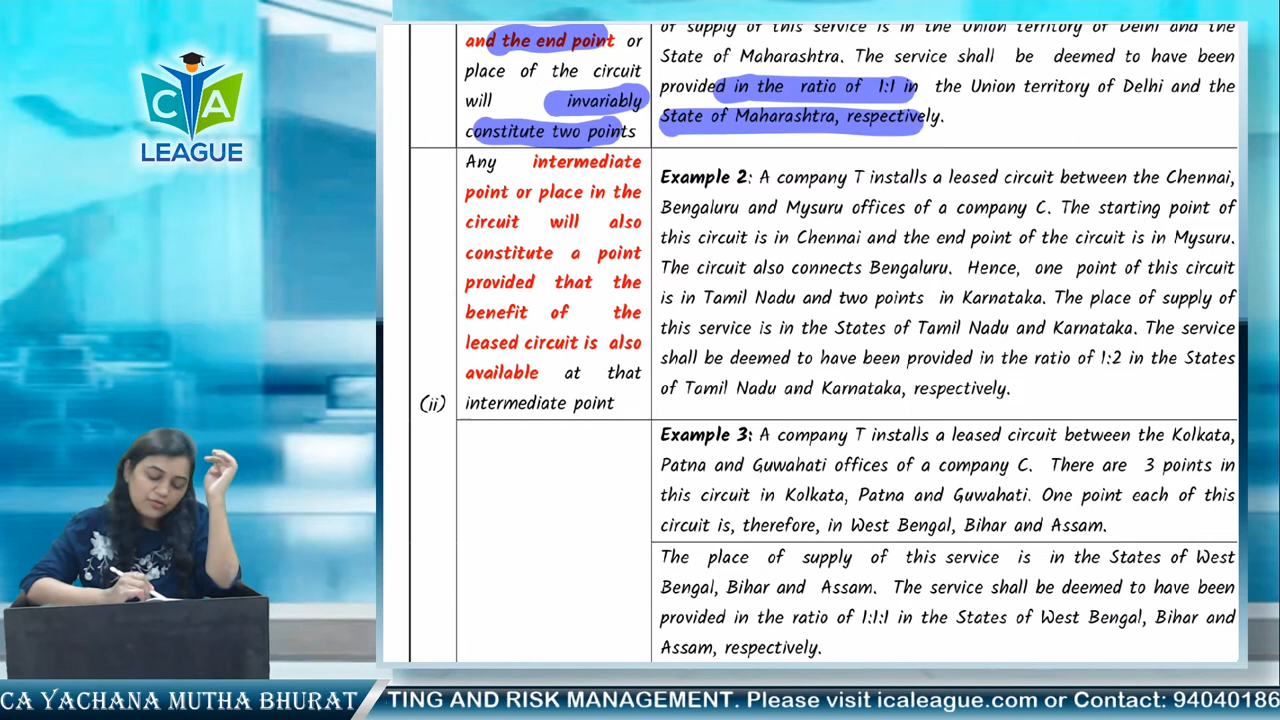 CA
LEAGUE
and the end point or
place of the circuit
will invariably
constitute two points
of supply of this service is in the Union territory of Delhi and the
State of Maharashtra. The service shall be deemed to have been
provided in the ratio of 1:1 in the Union territory of Delhi and the
State of Maharashtra, respectively.
(ii)
Any intermediate
point or place in the
circuit will also
constitute a point
provided that the
benefit of the
leased circuit is also
available at that
intermediate point
Example 2: A company T installs a leased circuit between the Chennai,
Bengaluru and Mysuru offices of a company C. The starting point of
this circuit is in Chennai and the end point of the circuit is in Mysuru.
The circuit also connects Bengaluru. Hence, one point of this circuit
is in Tamil Nadu and two points in Karnataka. The place of supply of
this service is in the States of Tamil Nadu and Karnataka. The service
shall be deemed to have been provided in the ratio of 1:2 in the States
of Tamil Nadu and Karnataka, respectively.
Example 3: A company T installs a leased circuit between the Kolkata,
Patna and Guwahati offices of a company C. There are 3 points in
this circuit in Kolkata, Patna and Guwahati. One point each of this
circuit is, therefore, in West Bengal, Bihar and Assam.
The place of supply of this service is in the States of West
Bengal, Bihar and Assam. The service shall be deemed to have been
provided in the ratio of 1:1:1 in the States of West Bengal, Bihar and
Assam, respectively.
CA YACHANA MUTHA BHURAT
TING AND RISK MANAGEMENT. Please visit icaleague.com or Contact: 94040186